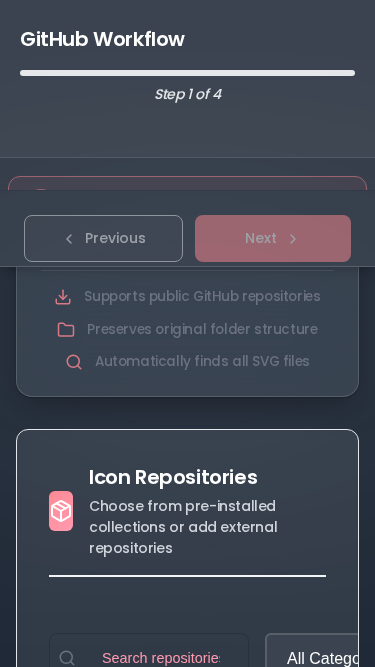 GitHub Workflow
Step 1 of 4
Previous
Next
Supports public GitHub repositories
Preserves original folder structure
Automatically finds all SVG files
Icon Repositories
Choose from pre-installed
collections or add external
repositories
Search repositories
All Catego